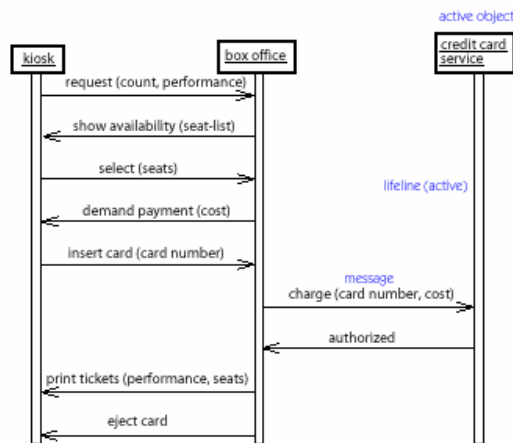 active object
kiosk
box office
credit card
service
request (count, performance)
show availability (seat-list)
select (seats)
lifeline (active)
demand payment (cost)
insert card (card number)
message
charge (card number, cost)
authorized
print tickets (performance, seats)
eject card